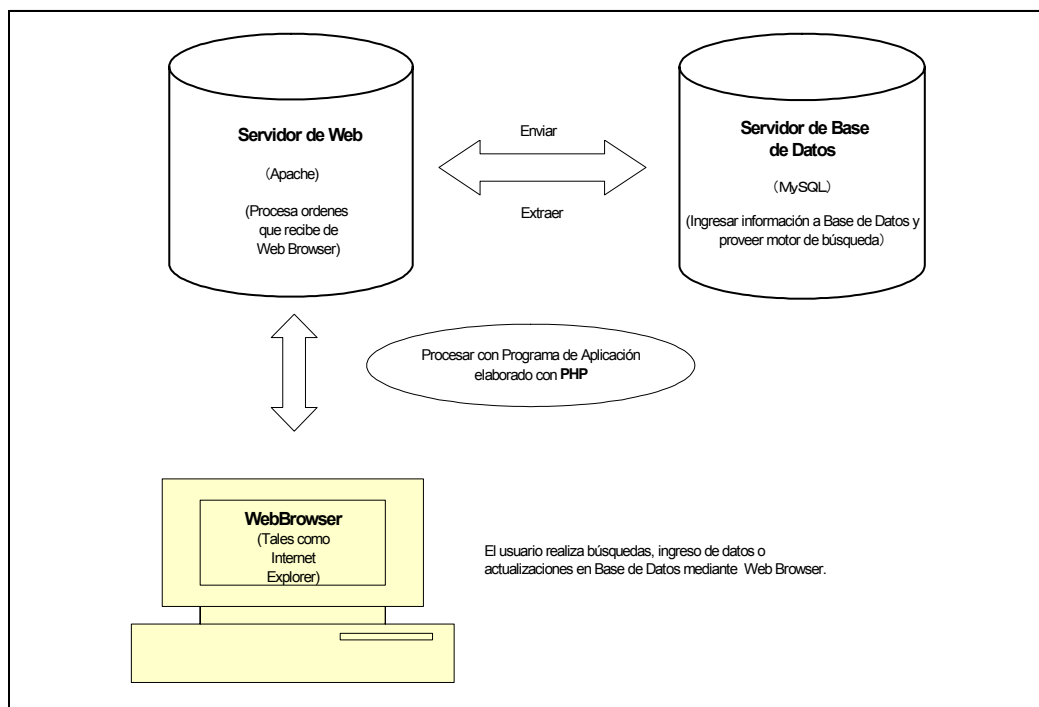 Servidor de Web
(Apache)
(Procesa ordenes
que recibe de
Web Browser)
Enviar
Extraer
Servidor de Base
de Datos
(MySQL)
(Ingresar información a Base de Datos y
proveer motor de búsqueda)
Procesar con Programa de Aplicación
elaborado con PHP
WebBrowser
(Tales como
Internet
Explorer)
El usuario realiza búsquedas, ingreso de datos o
actualizaciones en Base de Datos mediante Web Browser.